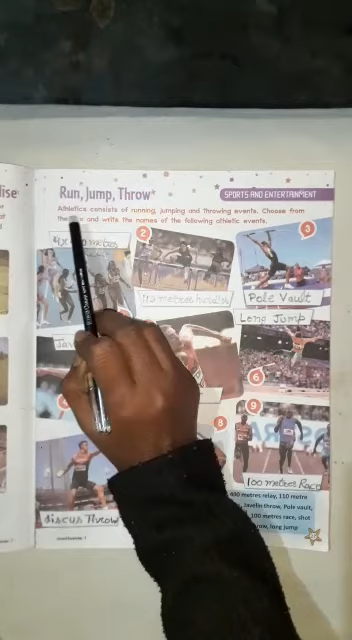 lise
Run, Jump, Throw*
SPORTS AND ENTERTAINMENT
Athletics consists of running, jumping and throwing events. Choose from
the and write the names of the following athletic events.
4x metres
2
3
110 metres hurdles
Pole Vault
Long Jump
Jav
6
8
9
100 metres Race
discus Throw
400 metres relay, 110 metre
Javelin throw, Pole vault,
100 metres race, shot
long jump